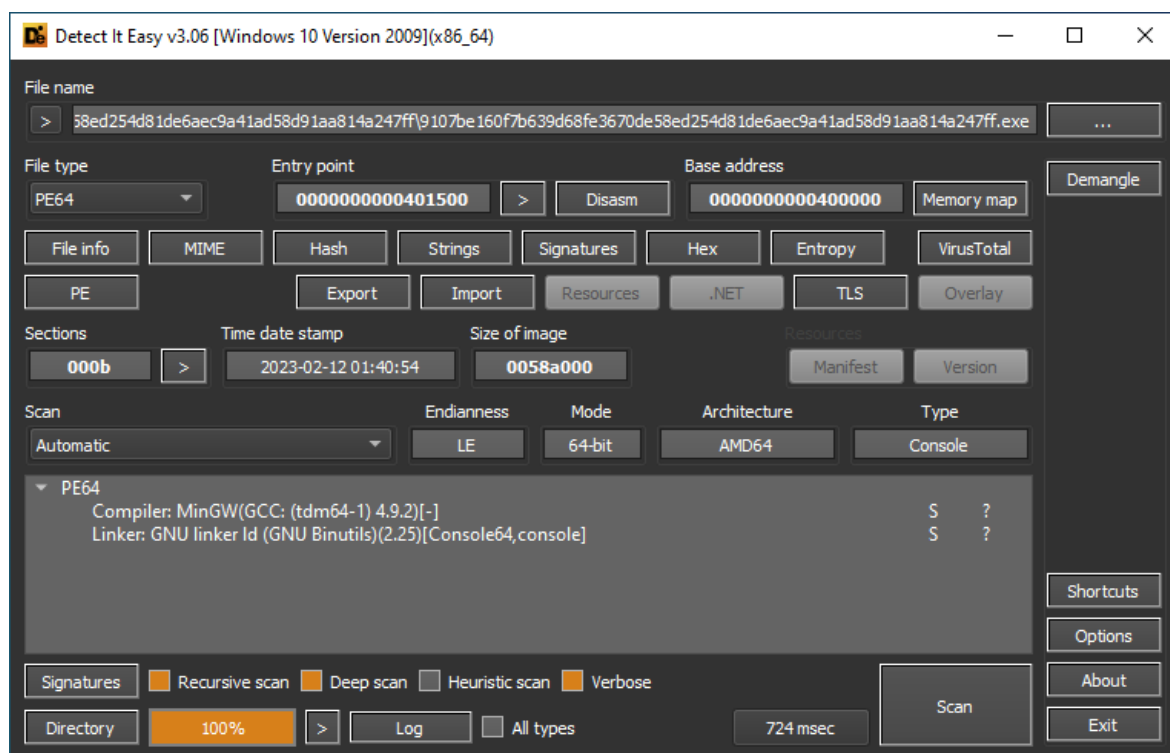 Detect It Easy v3.06 [Windows 10 Version 2009](x86_64)
File name
> 58ed254d81de6aec9a41ad58d91aa814a247ff\9107be160f7b639d68fe3670de58ed254d81de6aec9a41ad58d91aa814a247ff.exe ...
File type Entry point Base address
PE64 0000000000401500 > Disasm 0000000000400000 Memory map Demangle
File info MIME Hash Strings Signatures Hex Entropy VirusTotal
PE Export Import Resources .NET TLS Overlay
Sections Time date stamp Size of image Resources
000b > 2023-02-12 01:40:54 0058a000 Manifest Version
Scan Endianness Mode Architecture Type
Automatic LE 64-bit AMD64 Console
PE64
Compiler: MinGW(GCC: (tdm64-1) 4.9.2)[-] S ?
Linker: GNU linker ld (GNU Binutils)(2.25)[Console64,console] S ?
Shortcuts
Options
Signatures Recursive scan Deep scan Heuristic scan Verbose Scan About
Directory 100% > Log All types 724 msec Exit